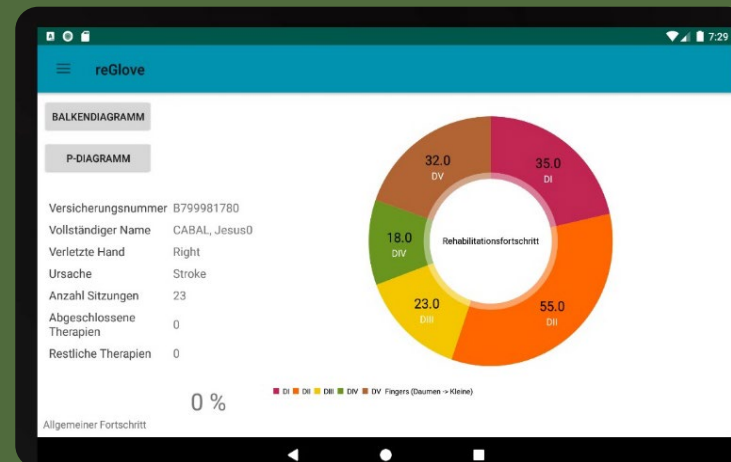 7:29
reGlove
BALKENDIAGRAMM
P-DIAGRAMM
Versicherungsnummer B799981780
Vollständiger Name CABAL, Jesus0
Verletzte Hand Right
Ursache Stroke
Anzahl Sitzungen 23
Abgeschlossene
Therapien 0
Restliche Therapien 0
0 %
Allgemeiner Fortschritt
32.0
DV
35.0
DI
18.0
DIV
Rehabilitationsfortschritt
23.0
DIII
55.0
DII
DI DII DIII DIV DV Fingers (Daumen -> Kleine)